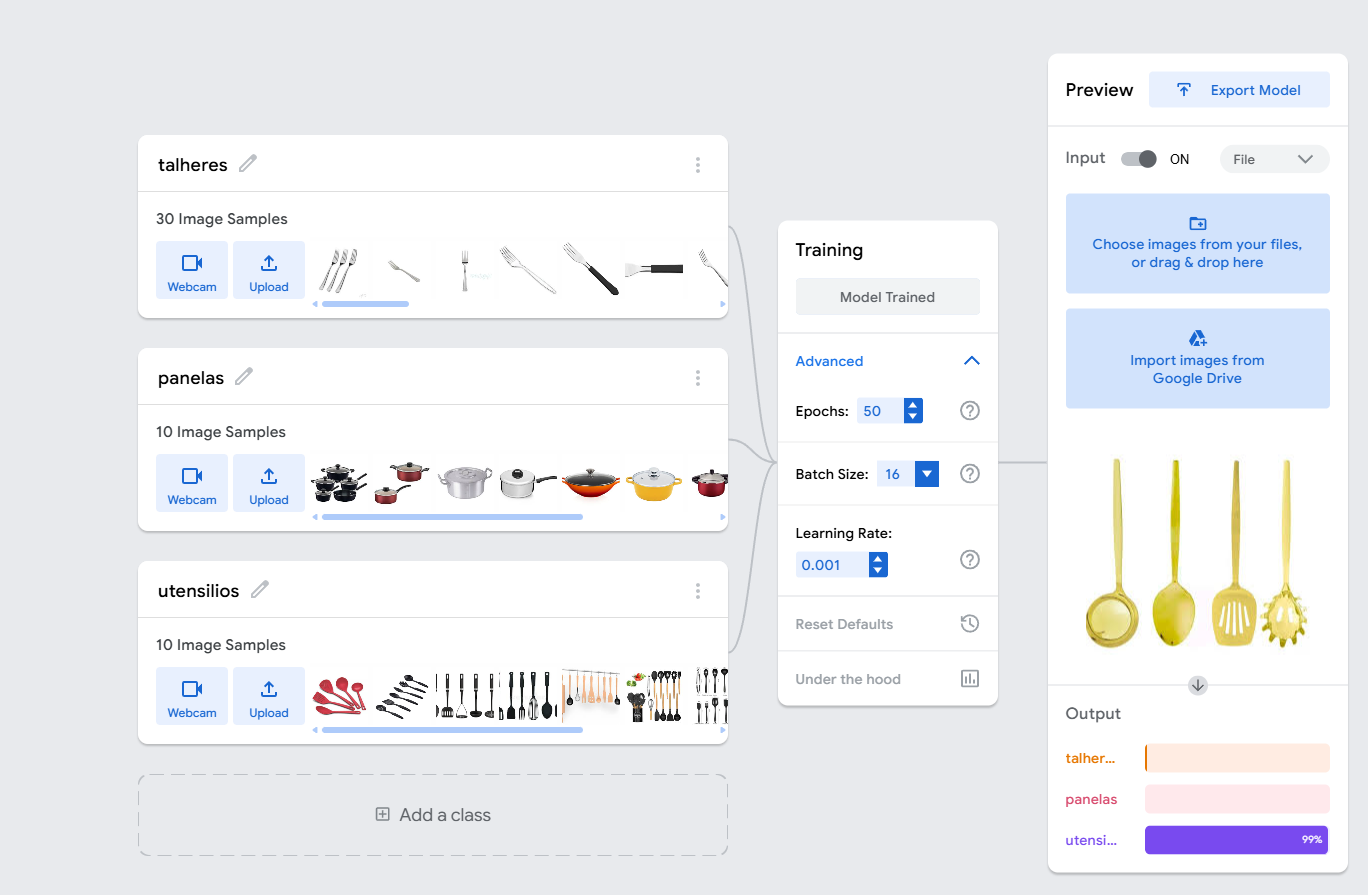 talheres
30 Image Samples
Webcam
Upload
panelas
10 Image Samples
Webcam
Upload
utensilios
10 Image Samples
Webcam
Upload
Add a class
Training
Model Trained
Advanced
Epochs: 50
Batch Size: 16
Learning Rate:
0.001
Reset Defaults
Under the hood
Preview
Export Model
Input ON File
Choose images from your files,
or drag & drop here
Import images from
Google Drive
Output
talher...
panelas
utensi... 99%